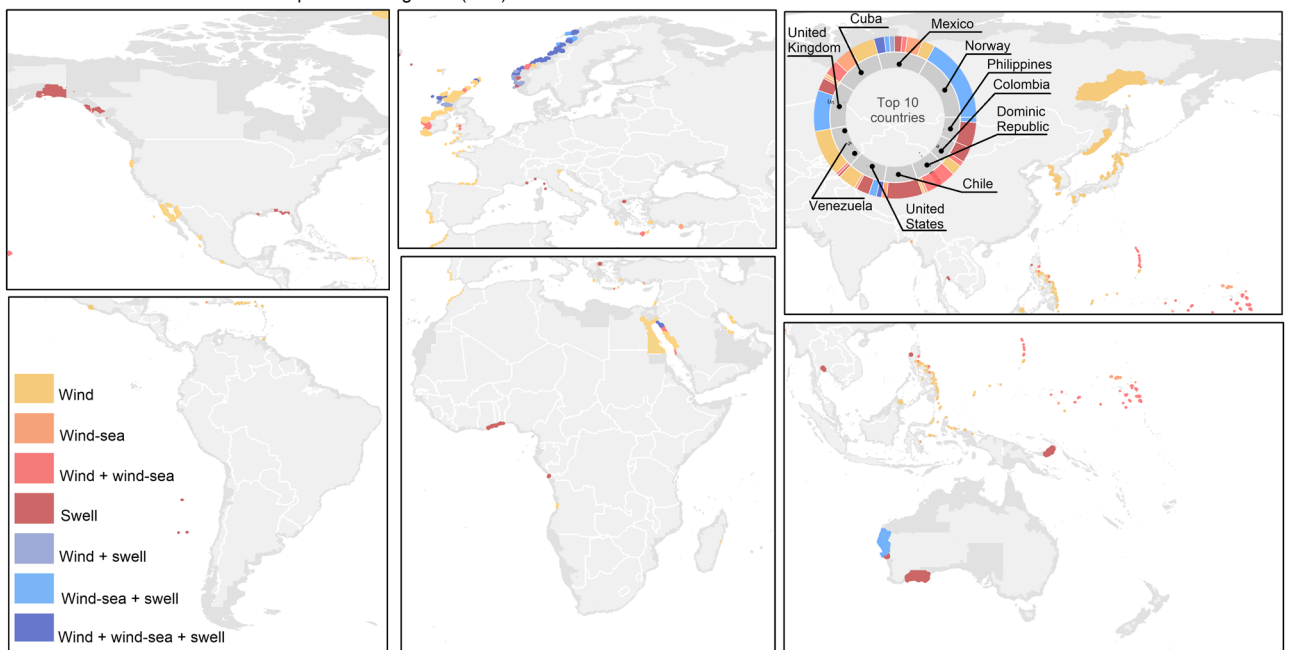 Cuba
Mexico
United
Kingdom
Norway
Philippines
Colombia
Top 10
countries
Dominic
Republic
Chile
Venezuela
United
States
Wind
Wind-sea
Wind + wind-sea
Swell
Wind + swell
Wind-sea + swell
Wind + wind-sea + swell